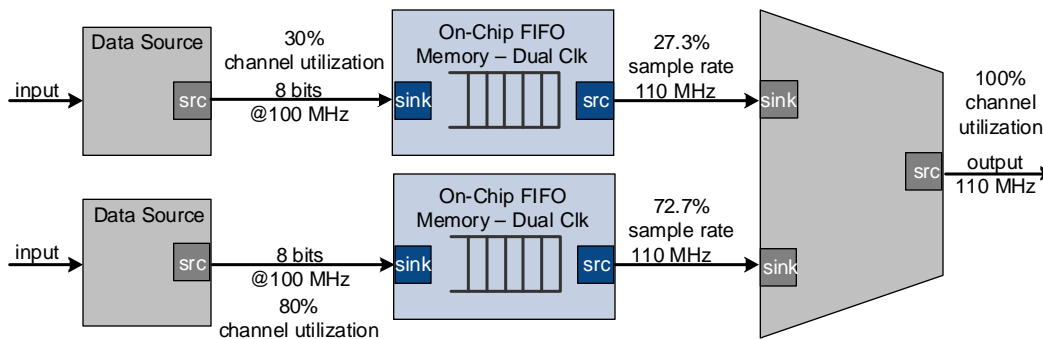 Data Source
input
src
30%
channel utilization
8 bits
@100 MHz
On-Chip FIFO
Memory – Dual Clk
sink
src
27.3%
sample rate
110 MHz
sink
Data Source
input
src
8 bits
@100 MHz
80%
channel utilization
On-Chip FIFO
Memory – Dual Clk
sink
src
72.7%
sample rate
110 MHz
sink
src
100%
channel
utilization
output
110 MHz